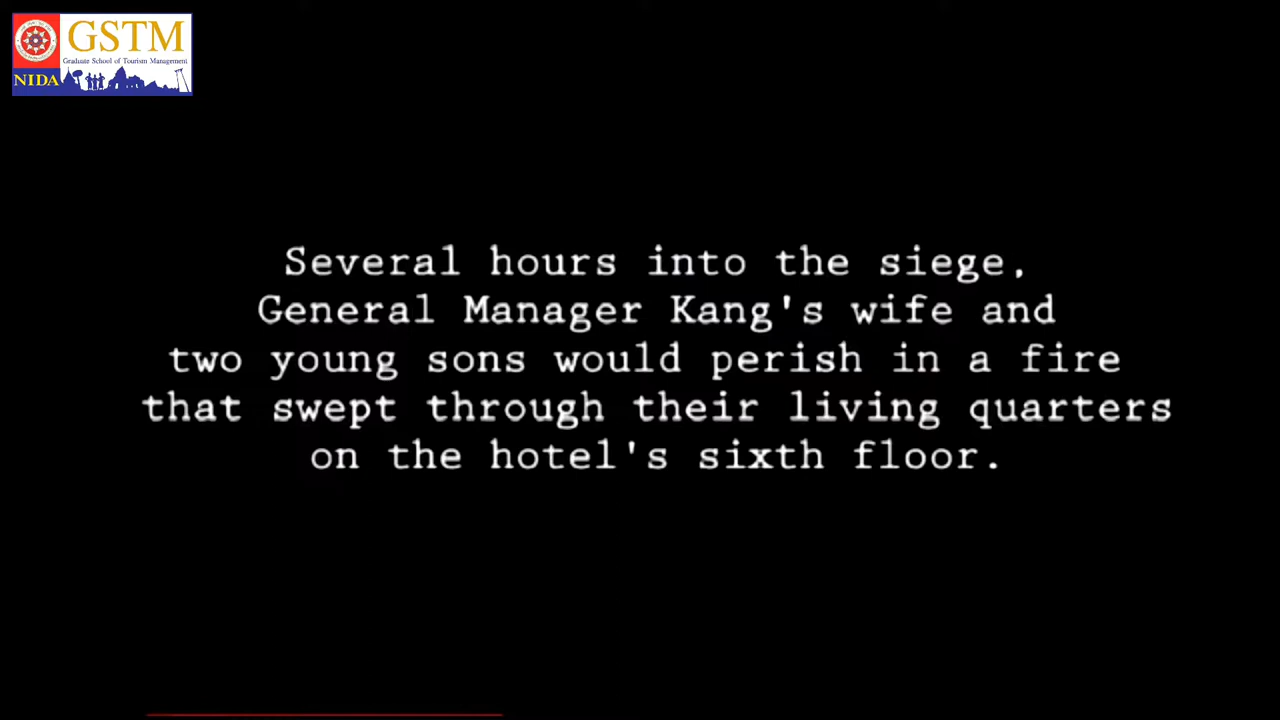 GSTM
Graduate School of Tourism Management
NIDA
Several hours into the siege,
General Manager Kang's wife and
two young sons would perish in a fire
that swept through their living quarters
on the hotel's sixth floor.